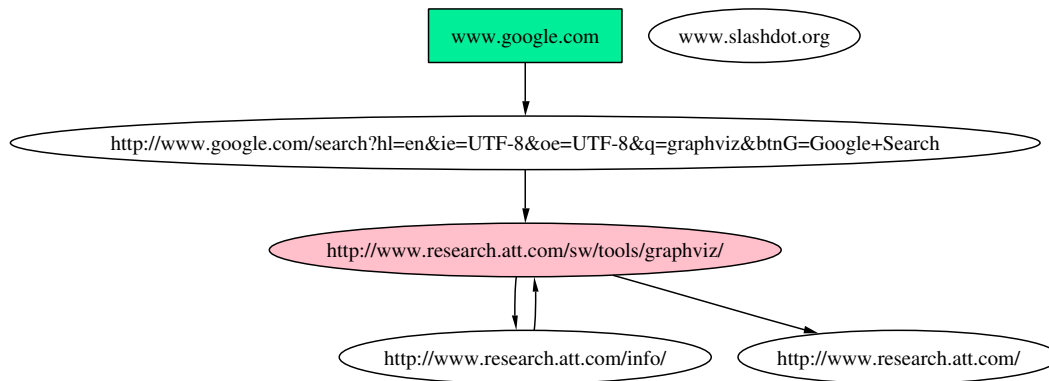 www.google.com
www.slashdot.org
http://www.google.com/search?hl=en&ie=UTF-8&oe=UTF-8&q=graphviz&btnG=Google+Search
http://www.research.att.com/sw/tools/graphviz/
http://www.research.att.com/info/
http://www.research.att.com/